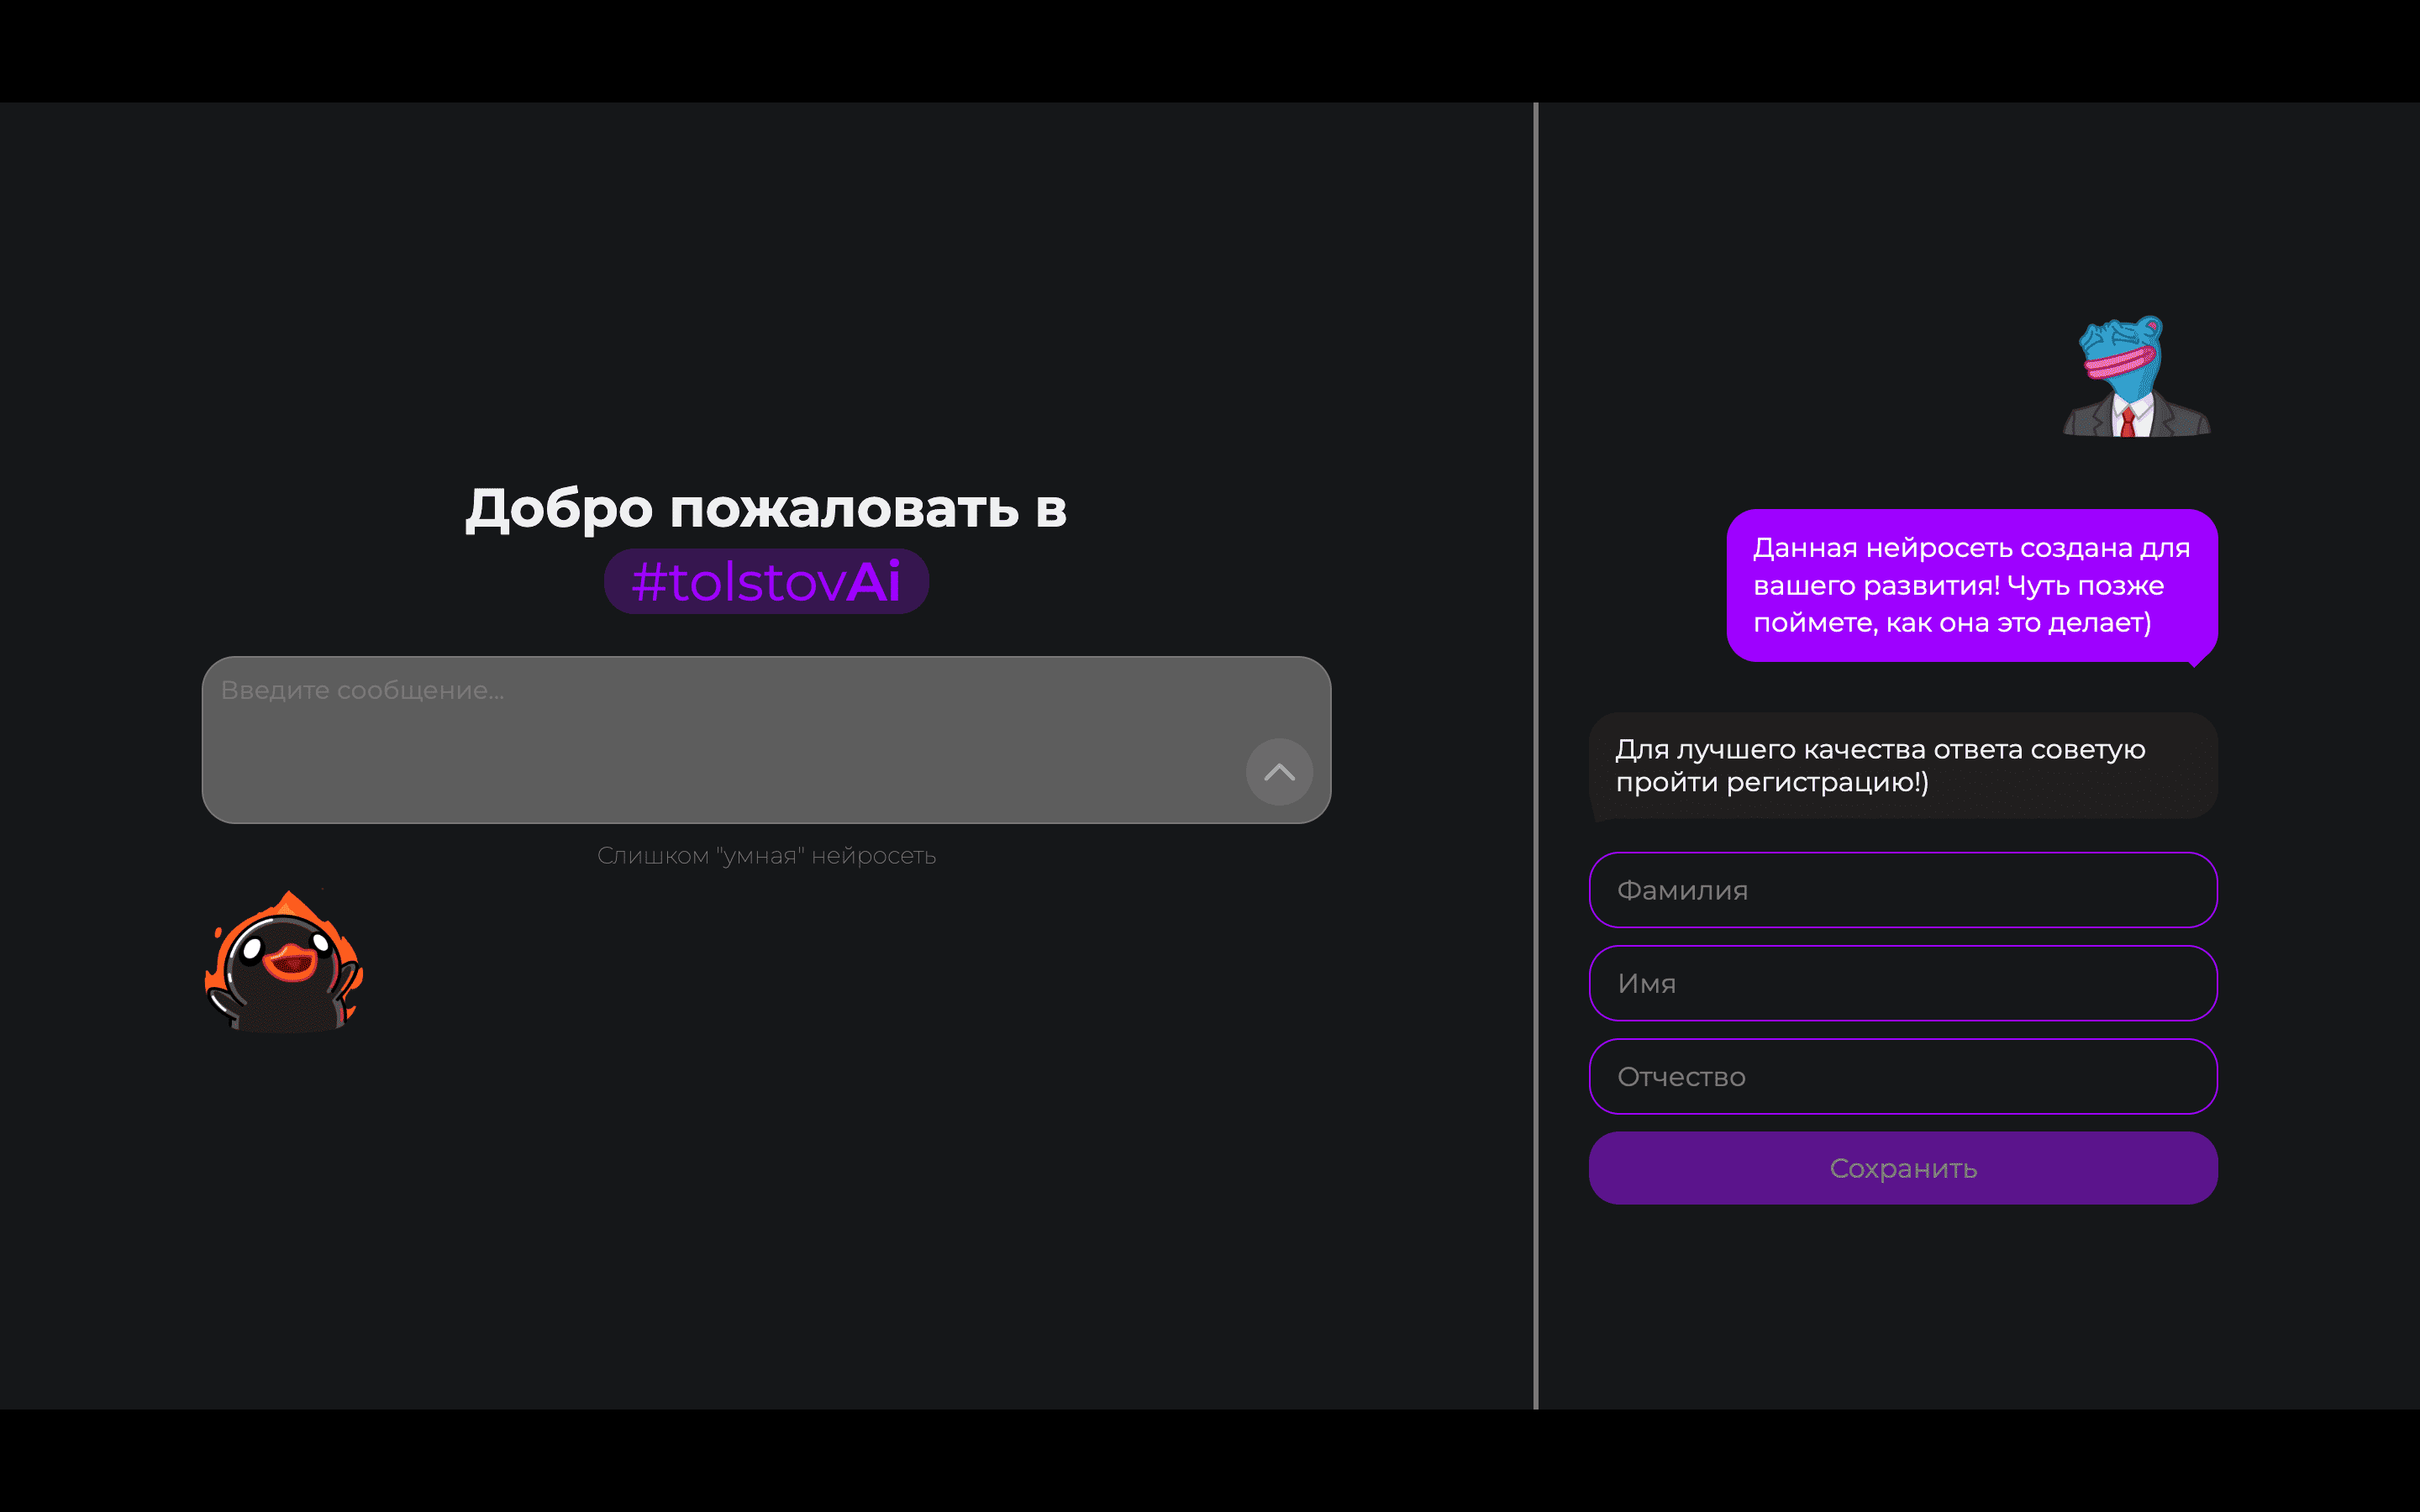 Добро пожаловать в
#tolstovAi
Введите сообщение...
Слишком "умная" нейросеть
Данная нейросеть создана для
вашего развития! Чуть позже
поймете, как она это делает)
Для лучшего качества ответа советую
пройти регистрацию!)
Фамилия
Имя
Отчество
Сохранить